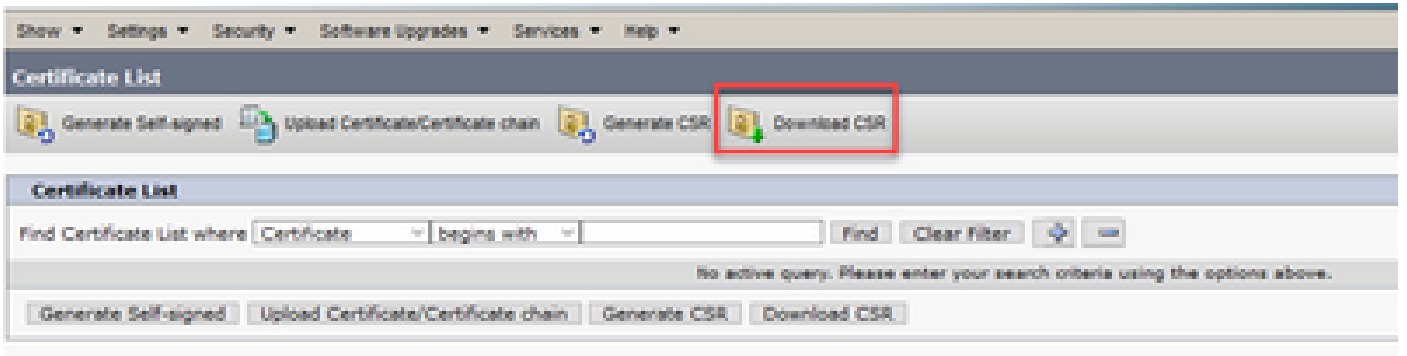 Show Settings Security Software Upgrades Services Help
Certificate List
Generate Self-signed Upload Certificate/Certificate chain Generate CSR Download CSR
Certificate List
Find Certificate List where Certificate begins with Find Clear Filter
No active query. Please enter your search criteria using the options above.
Generate Self-signed Upload Certificate/Certificate chain Generate CSR Download CSR